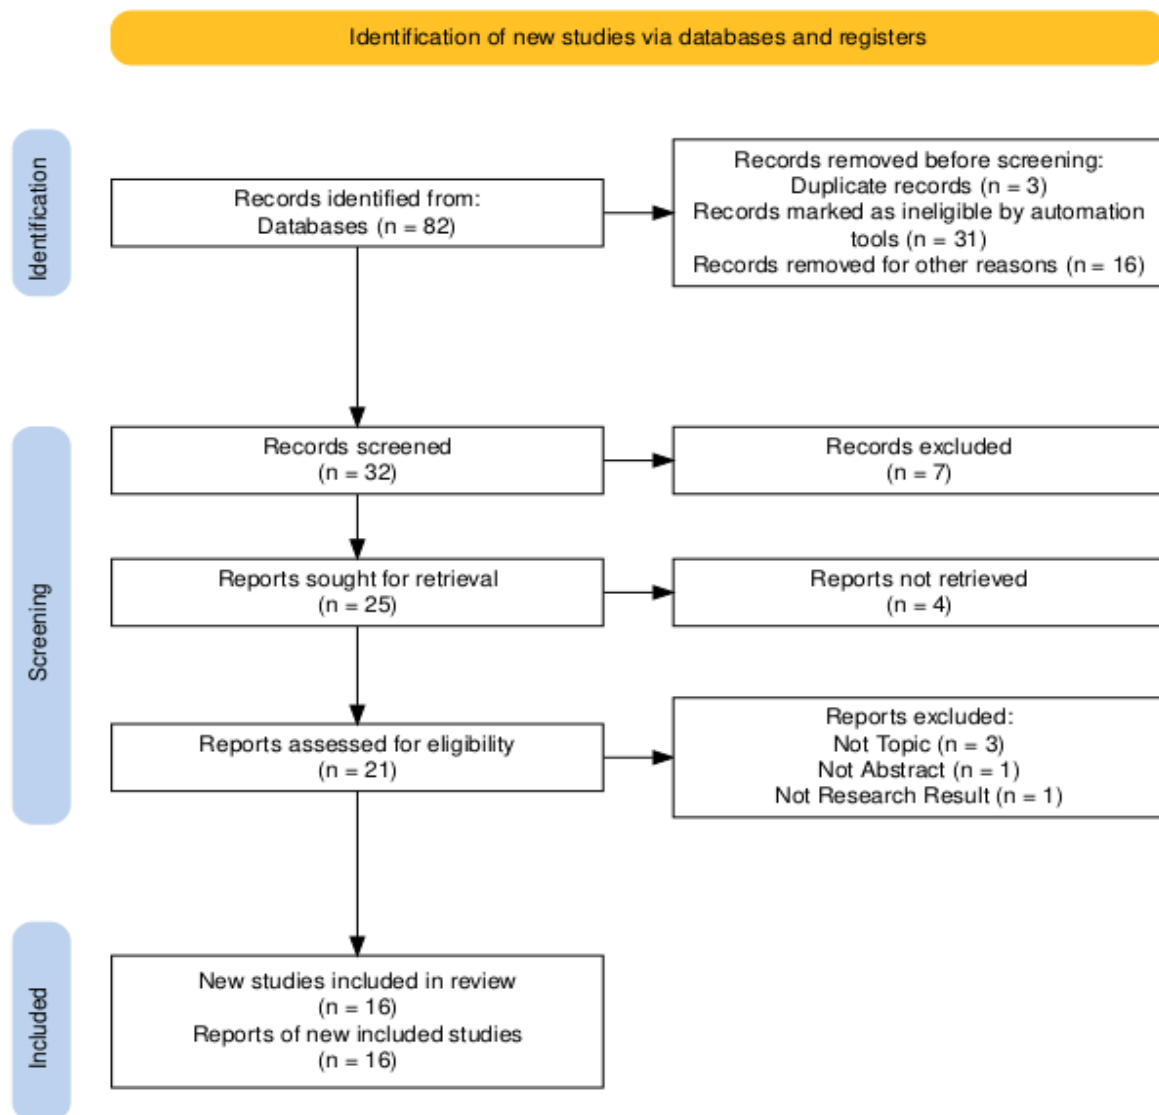 Identification of new studies via databases and registers
Identification
Records identified from:
Databases (n = 82)
Records removed before screening:
Duplicate records (n = 3)
Records marked as ineligible by automation
tools (n = 31)
Records removed for other reasons (n = 16)
Screening
Records screened
(n = 32)
Records excluded
(n = 7)
Reports sought for retrieval
(n = 25)
Reports not retrieved
(n = 4)
Reports assessed for eligibility
(n = 21)
Reports excluded:
Not Topic (n = 3)
Not Abstract (n = 1)
Not Research Result (n = 1)
Included
New studies included in review
(n = 16)
Reports of new included studies
(n = 16)